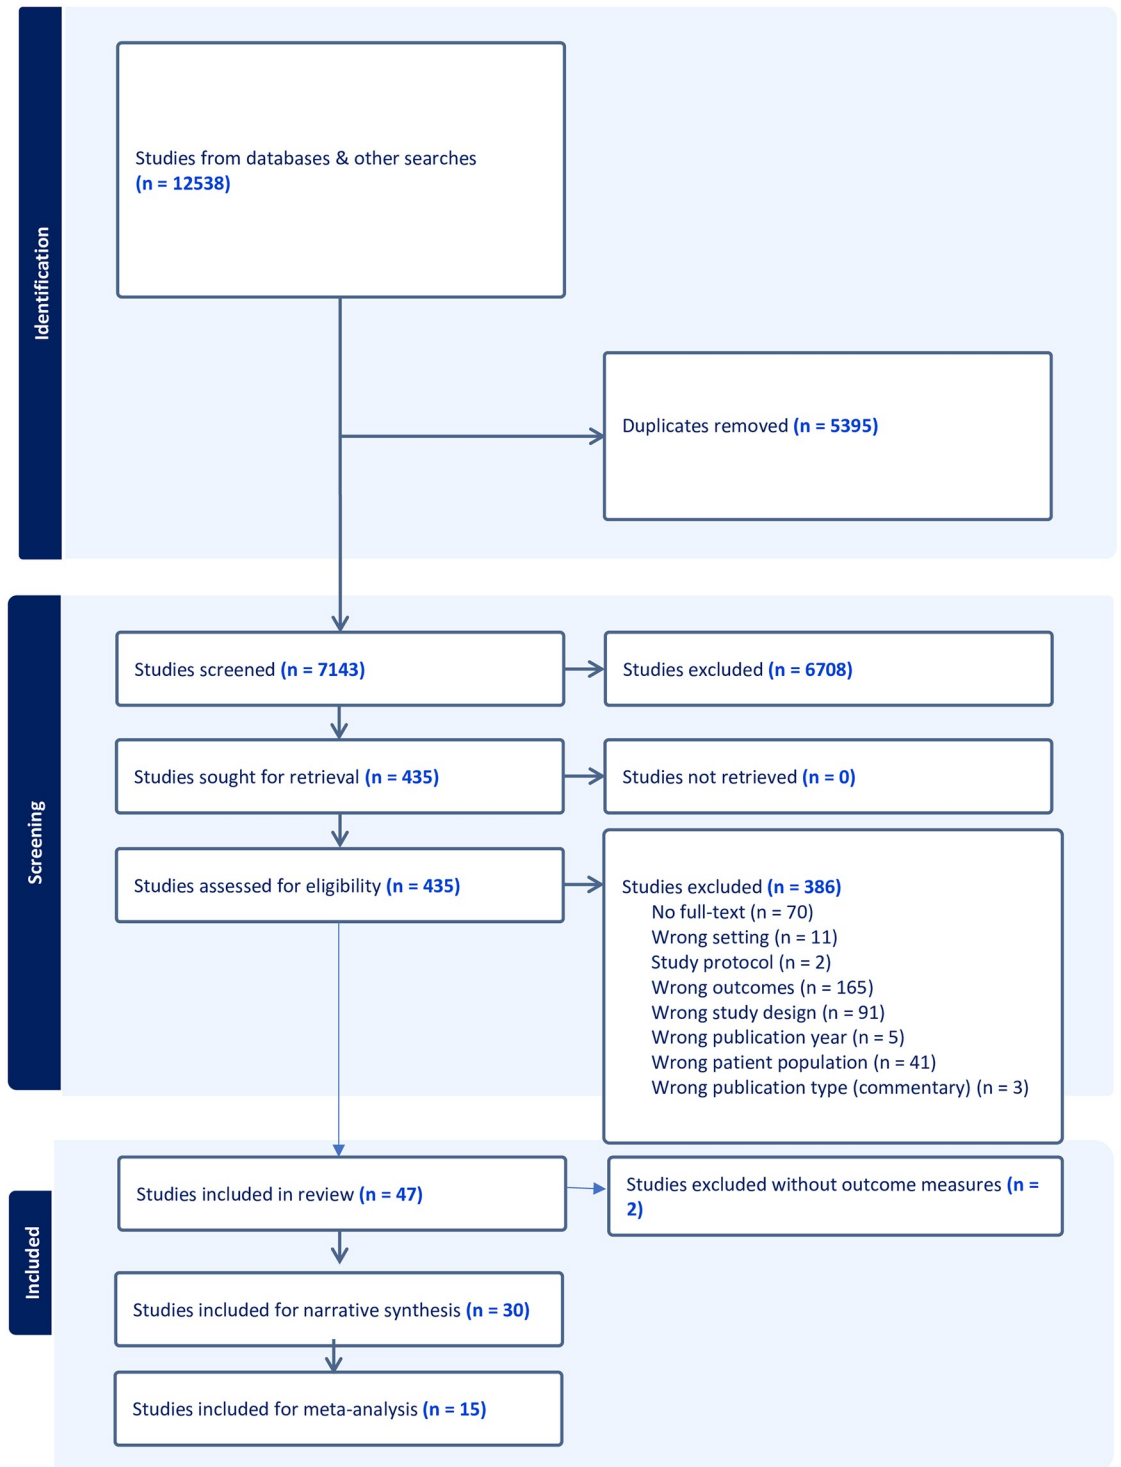 Identification
Studies from databases & other searches
(n = 12538)
Duplicates removed (n = 5395)
Screening
Studies screened (n = 7143)
Studies excluded (n = 6708)
Studies sought for retrieval (n = 435)
Studies not retrieved (n = 0)
Studies assessed for eligibility (n = 435)
Studies excluded (n = 386)
No full-text (n = 70)
Wrong setting (n = 11)
Study protocol (n = 2)
Wrong outcomes (n = 165)
Wrong study design (n = 91)
Wrong publication year (n = 5)
Wrong patient population (n = 41)
Wrong publication type (commentary) (n = 3)
Included
Studies included in review (n = 47)
Studies excluded without outcome measures (n =
2)
Studies included for narrative synthesis (n = 30)
Studies included for meta-analysis (n = 15)